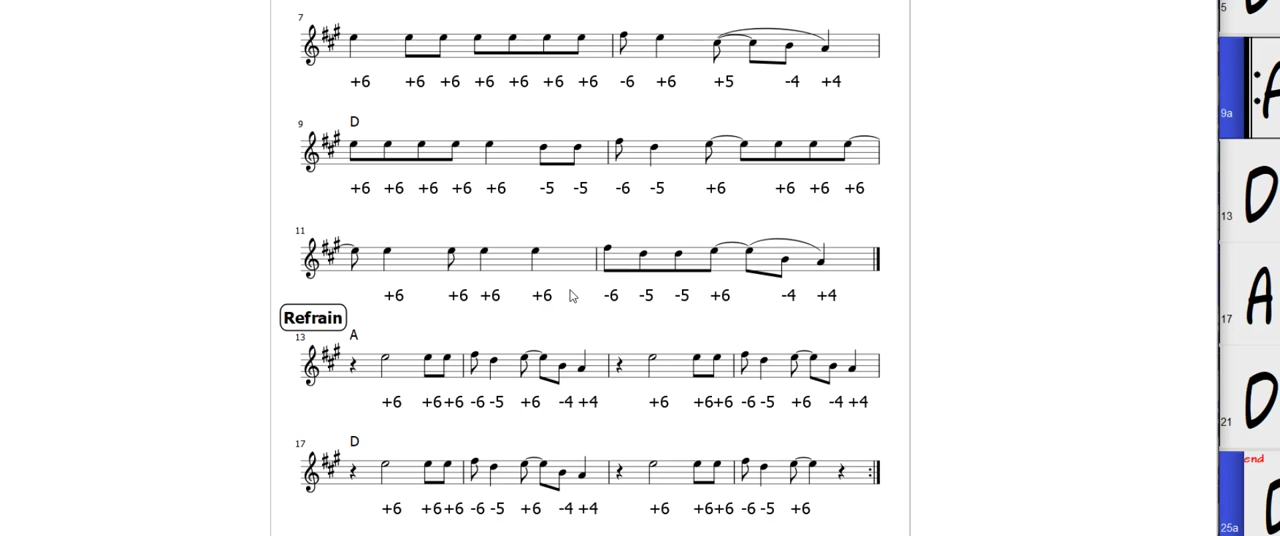 7
+6 +6 +6 +6 +6 +6 +6 -6 +6 +5 -4 +4
9 D
+6 +6 +6 +6 +6 -5 -5 -6 -5 +6 +6 +6 +6
11
+6 +6 +6 +6 -6 -5 -5 +6 -4 +4
Refrain
13 A
+6 +6+6 -6 -5 +6 -4 +4 +6 +6+6 -6 -5 +6 -4 +4
17 D
+6 +6+6 -6 -5 +6 -4 +4 +6 +6+6 -6 -5 +6
5
9a
13 D
17 A
21 D
end
25a